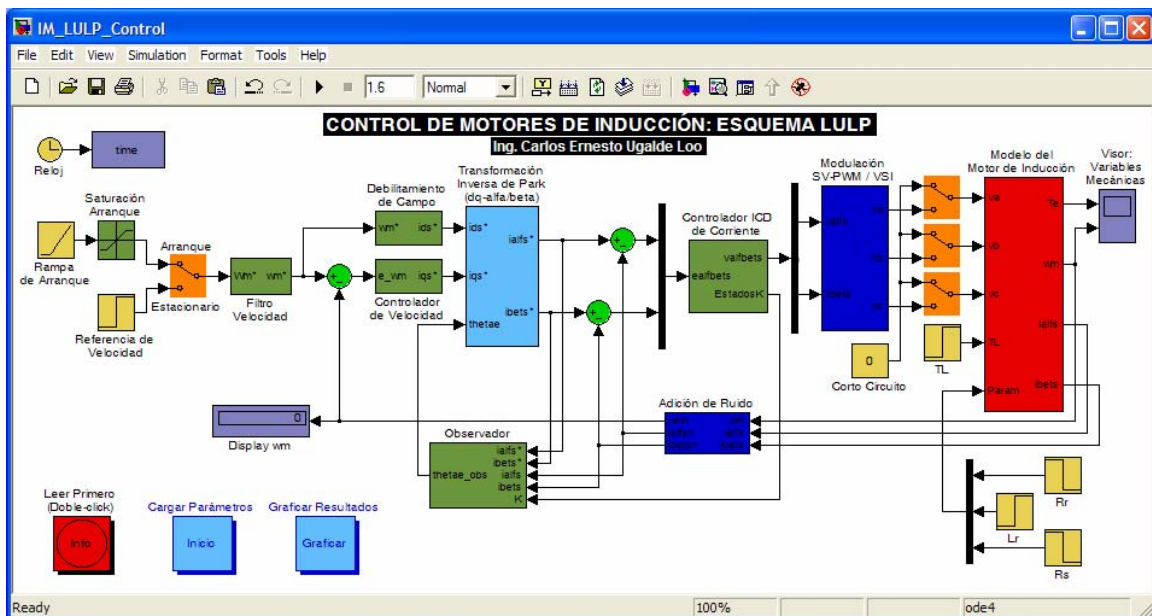 IM_LULP_Control
File Edit View Simulation Format Tools Help
1.6 Normal
CONTROL DE MOTORES DE INDUCCIÓN: ESQUEMA LULP
Ing. Carlos Ernesto Ugalde Loo
time
Reloj
Saturación
Arranque
Rampa
de Arranque
Arranque
Estacionario
Referencia de
Velocidad
Wm* wm*
Filtro
Velocidad
Debilitamiento
de Campo
wm* ids*
e_wm iqs*
Controlador
de Velocidad
Transformación
Inversa de Park
(dq-alfa/beta)
ids*
iqs*
thetae
ialfs*
ibets*
Controlador IGD
de Corriente
ealfbets
valfbets
EstadosK
Modulación
SV-PWM / VSI
Modelo del
Motor de Inducción
va
vb
vc
TL
Param
Te
wm
ialfs
ibets
Visor:
Variables
Mecánicas
0
Corto Circuito
TL
Adición de Ruido
0
Display wm
Observador
thetae_obs
ialfs*
ibets*
ialfs
ibets
K
Rr
Lr
Rs
Leer Primero
(Doble-click)
Info
Cargar Parámetros
Inicio
Graficar Resultados
Graficar
Ready 100% ode4